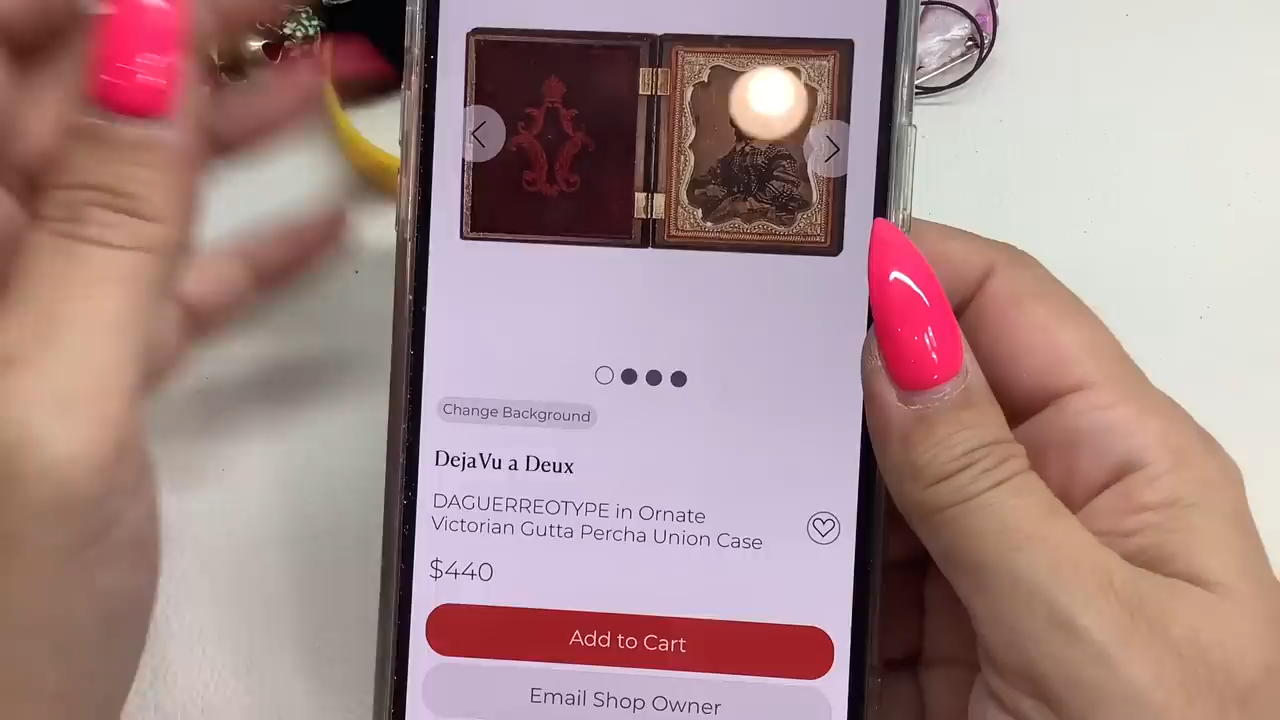 Change Background
DejaVu a Deux
DAGUERREOTYPE in Ornate
Victorian Gutta Percha Union Case
$440
Add to Cart
Email Shop Owner